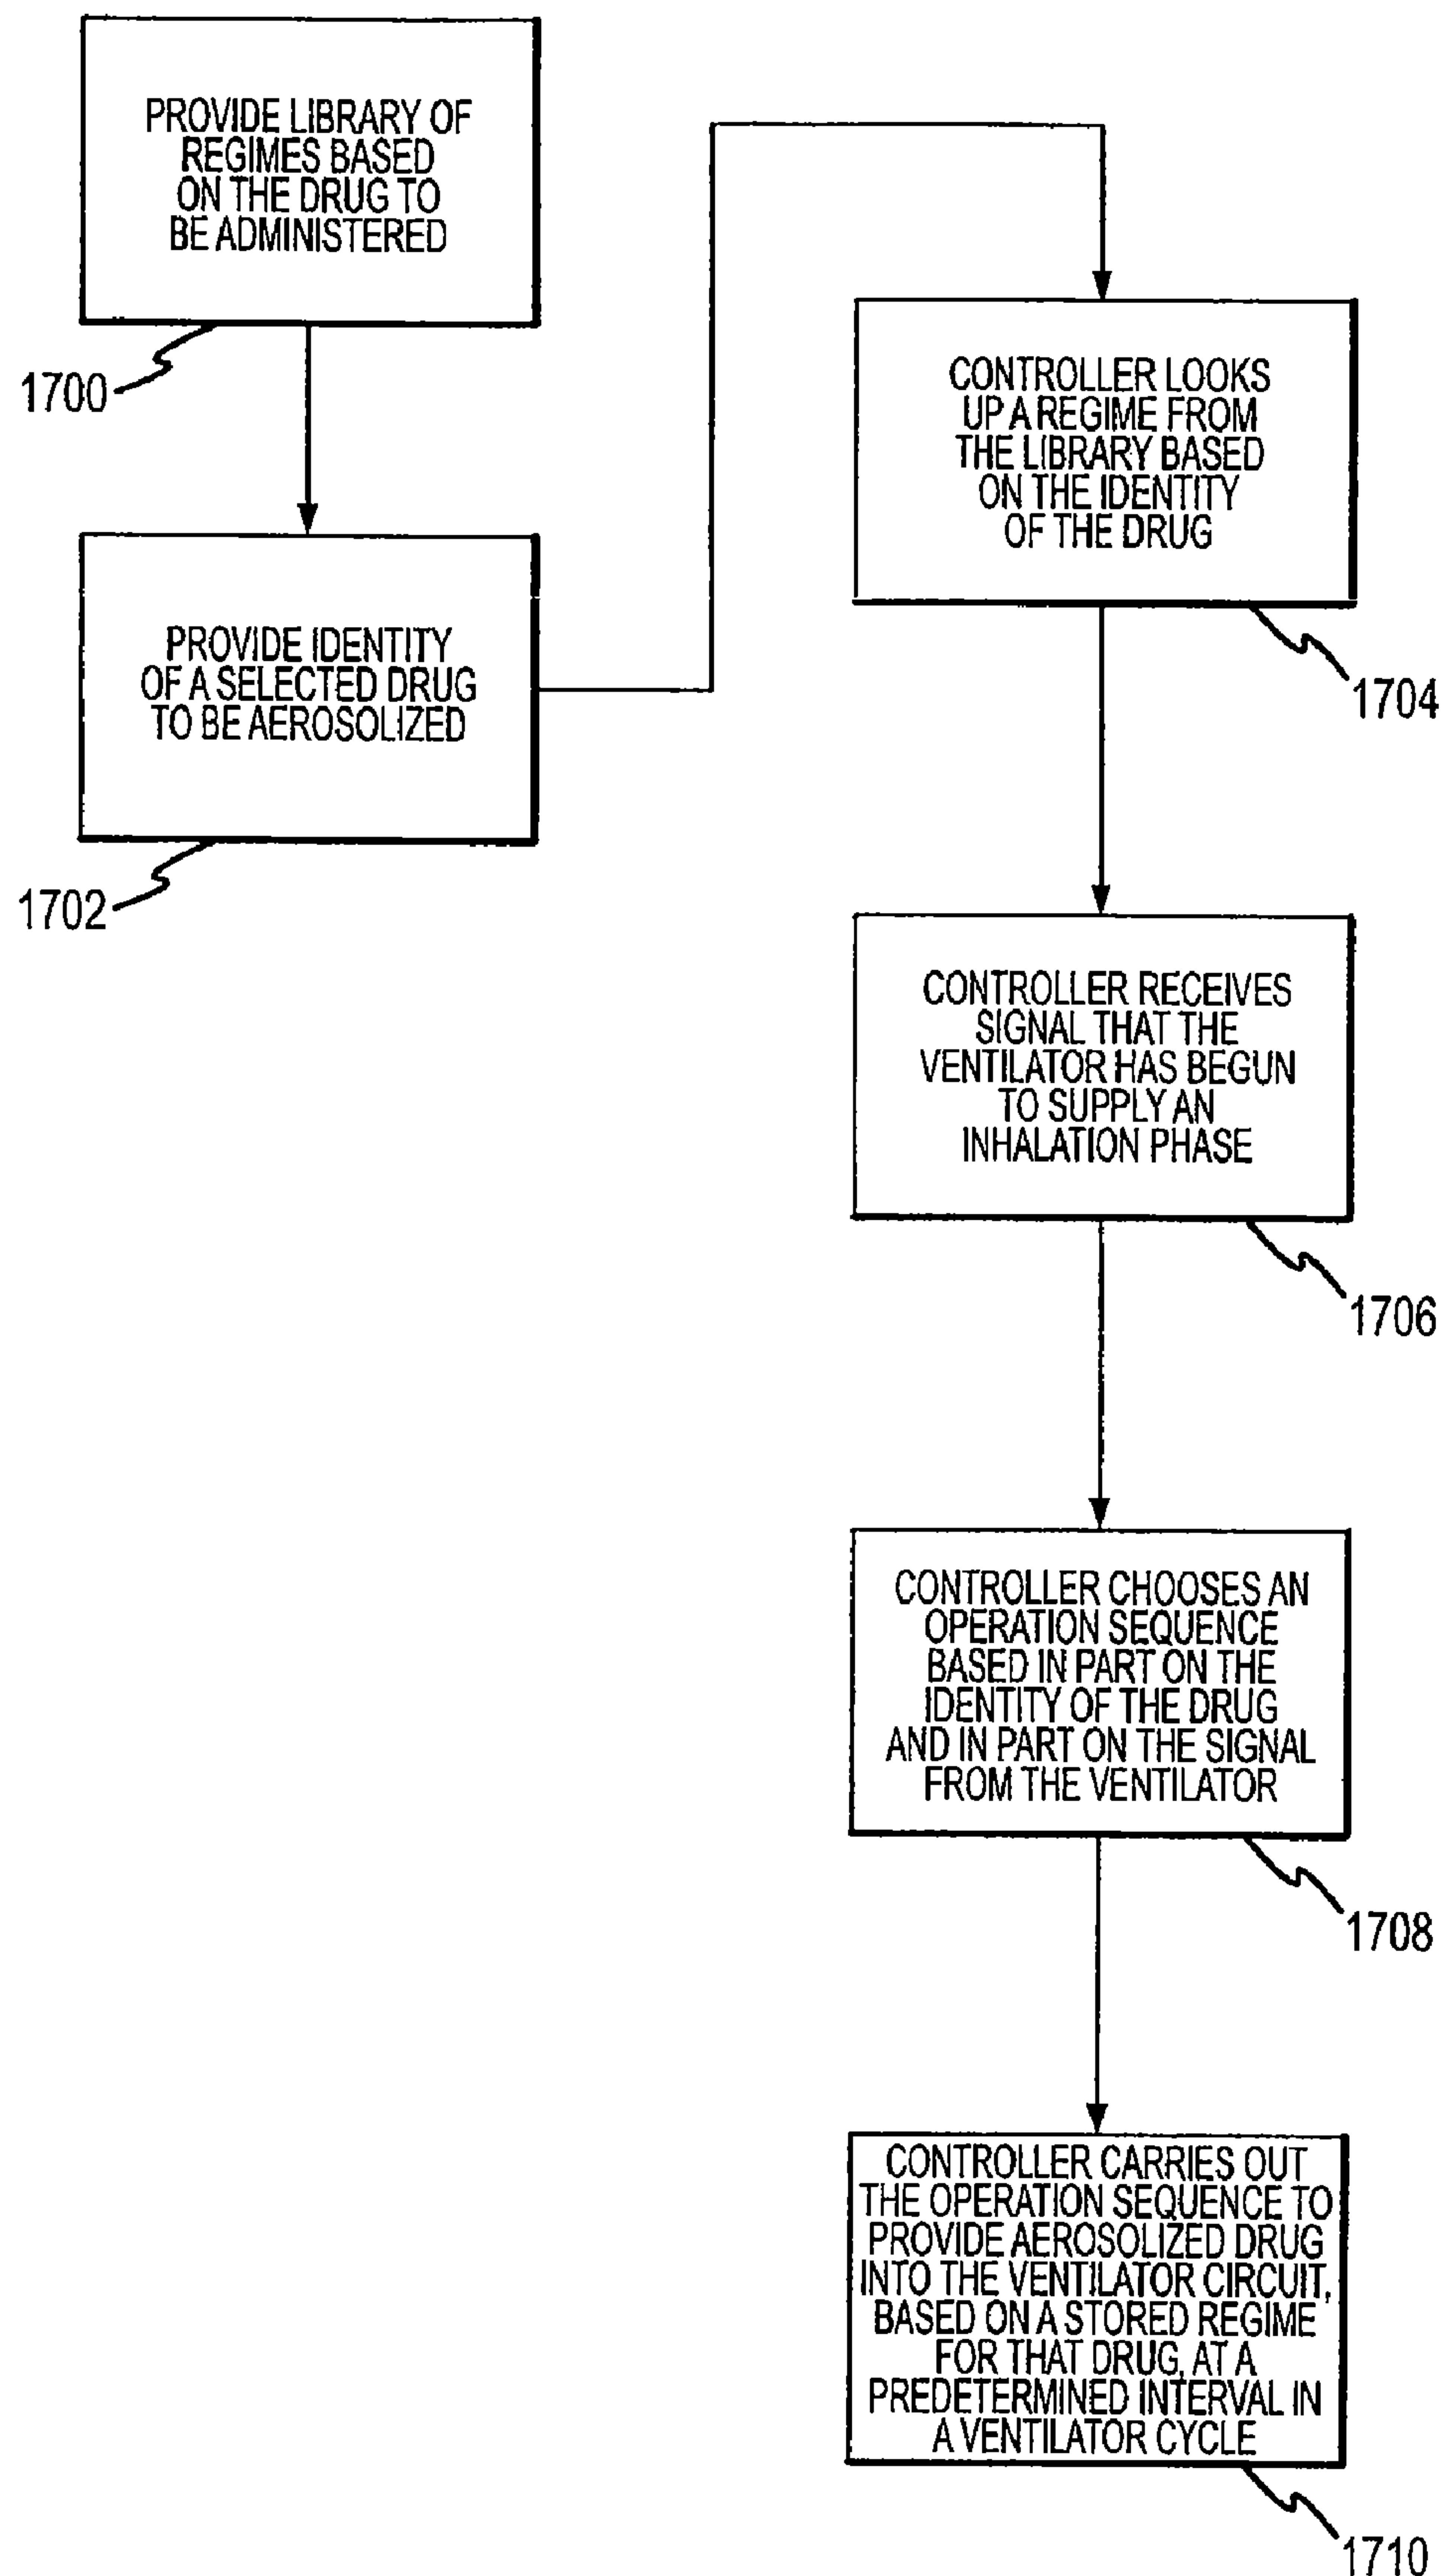 PROVIDE LIBRARY OF
REGIMES BASED
ON THE DRUG TO
BE ADMINISTERED
1700
PROVIDE IDENTITY
OF A SELECTED DRUG
TO BE AEROSOLIZED
1702
CONTROLLER LOOKS
UP A REGIME FROM
THE LIBRARY BASED
ON THE IDENTITY
OF THE DRUG
1704
CONTROLLER RECEIVES
SIGNAL THAT THE
VENTILATOR HAS BEGUN
TO SUPPLY AN
INHALATION PHASE
1706
CONTROLLER CHOOSES AN
OPERATION SEQUENCE
BASED IN PART ON THE
IDENTITY OF THE DRUG
AND IN PART ON THE SIGNAL
FROM THE VENTILATOR
1708
CONTROLLER CARRIES OUT
THE OPERATION SEQUENCE TO
PROVIDE AEROSOLIZED DRUG
INTO THE VENTILATOR CIRCUIT,
BASED ON A STORED REGIME
FOR THAT DRUG, AT A
PREDETERMINED INTERVAL IN
A VENTILATOR CYCLE
1710